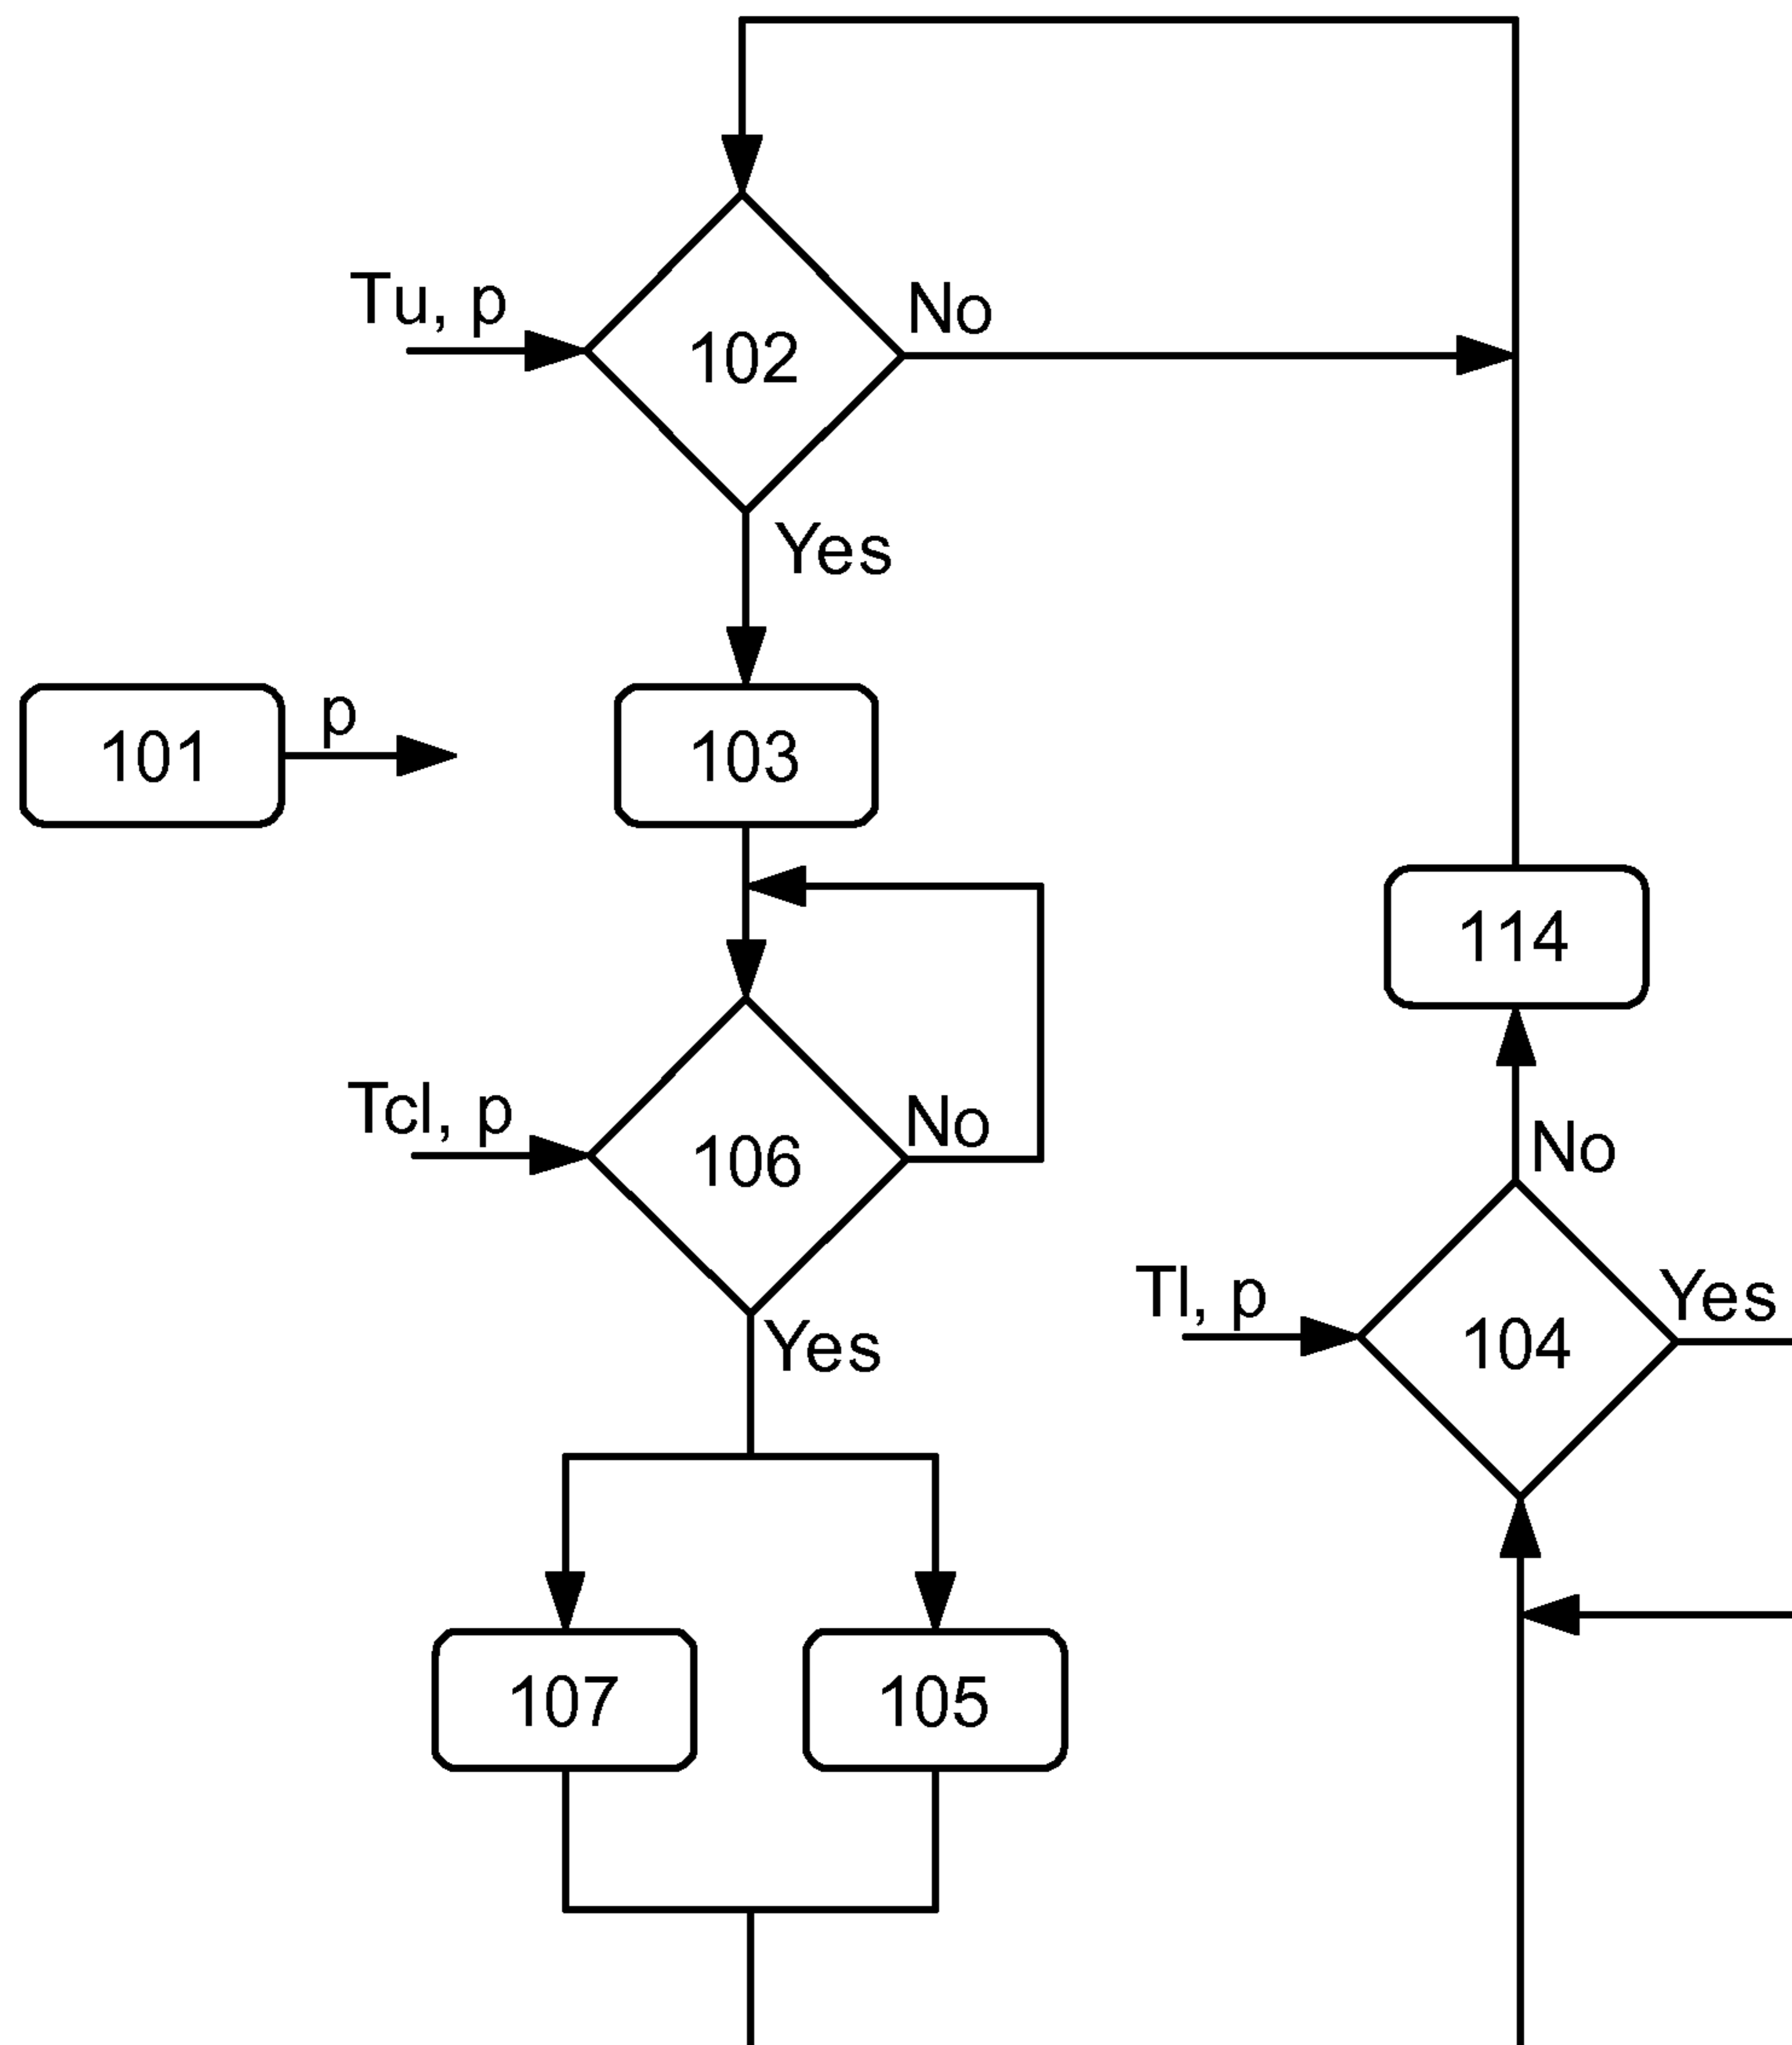 Tu, p
No
102
Yes
p
101
103
114
Tcl, p
No
106
No
Yes
Tl, p
Yes
104
107
105